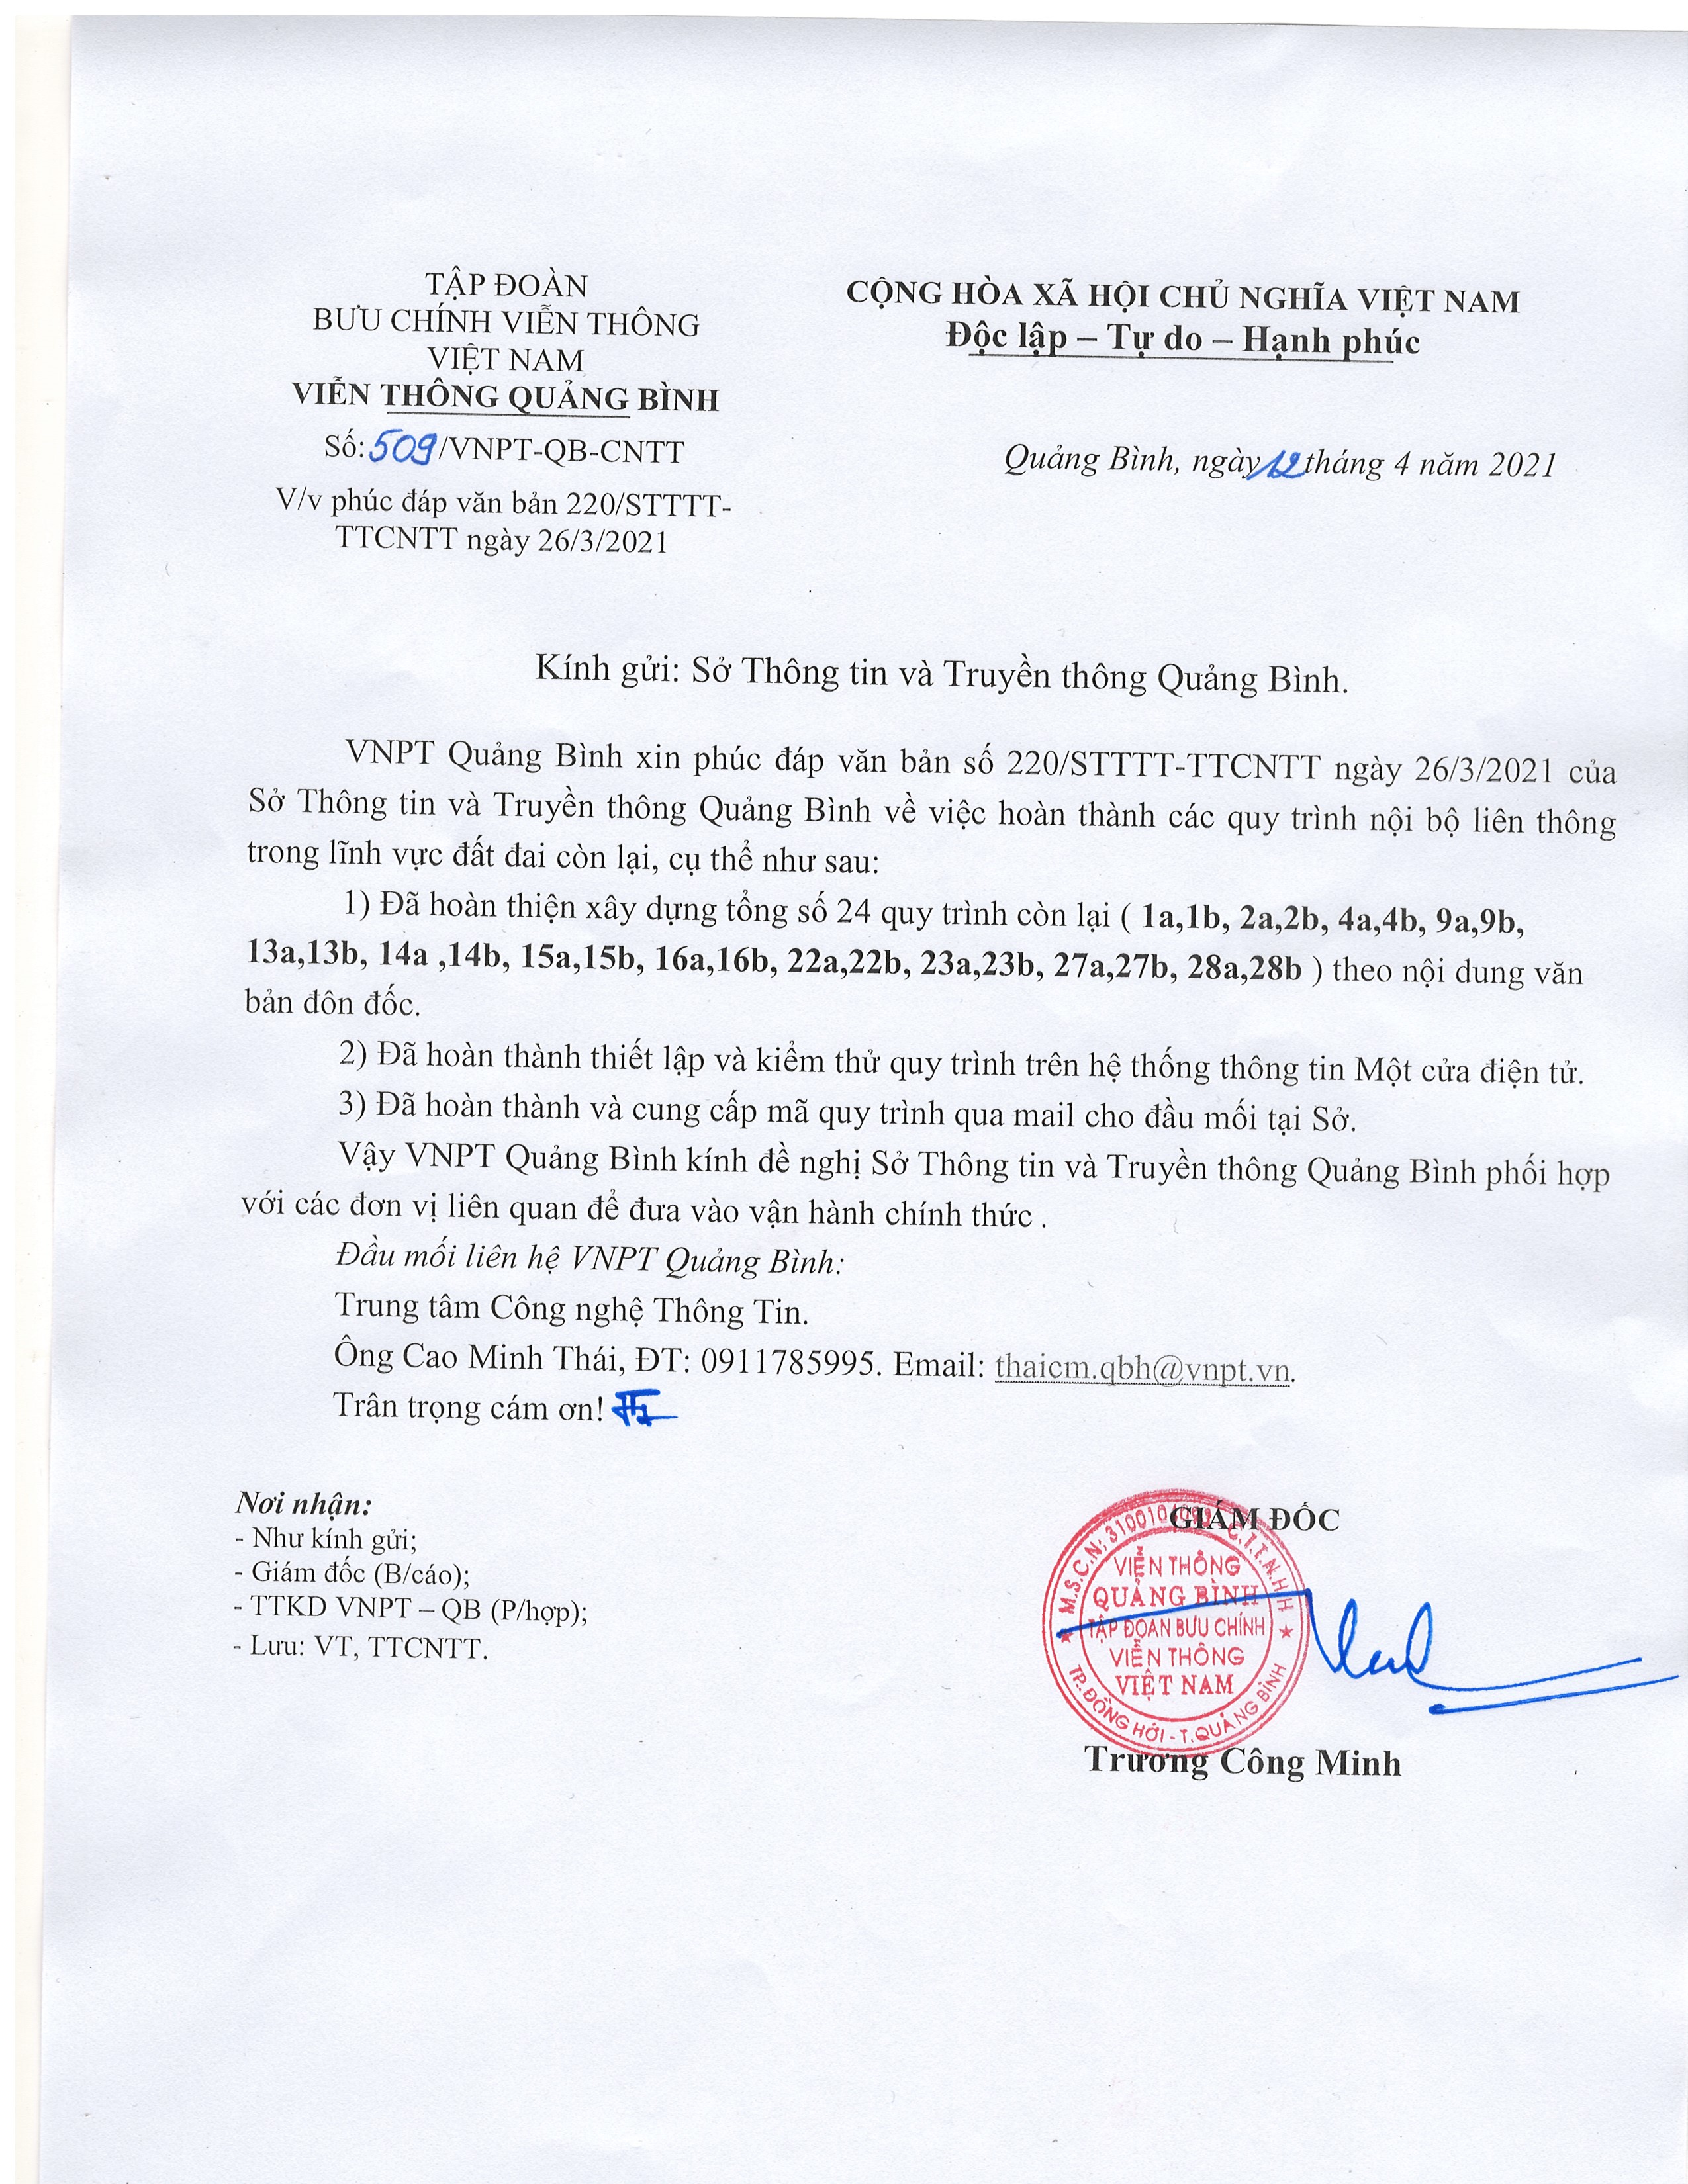 TẬP ĐOÀN
BƯU CHÍNH VIỄN THÔNG
VIỆT NAM
VIỄN THÔNG QUẢNG BÌNH
Số:509/VNPT-QB-CNTT
V/v phúc đáp văn bản 220/STTTT-
TTCNTT ngày 26/3/2021
CỘNG HÒA XÃ HỘI CHỦ NGHĨA VIỆT NAM
Độc lập – Tự do – Hạnh phúc
Quảng Bình, ngày 12 tháng 4 năm 2021
Kính gửi: Sở Thông tin và Truyền thông Quảng Bình.
VNPT Quảng Bình xin phúc đáp văn bản số 220/STTTT-TTCNTT ngày 26/3/2021 của
Sở Thông tin và Truyền thông Quảng Bình về việc hoàn thành các quy trình nội bộ liên thông
trong lĩnh vực đất đai còn lại, cụ thể như sau:
1) Đã hoàn thiện xây dựng tổng số 24 quy trình còn lại ( 1a,1b, 2a,2b, 4a,4b, 9a,9b,
13a,13b, 14a ,14b, 15a,15b, 16a,16b, 22a,22b, 23a,23b, 27a,27b, 28a,28b ) theo nội dung văn
bản đôn đốc.
2) Đã hoàn thành thiết lập và kiểm thử quy trình trên hệ thống thông tin Một cửa điện tử.
3) Đã hoàn thành và cung cấp mã quy trình qua mail cho đầu mối tại Sở.
Vậy VNPT Quảng Bình kính đề nghị Sở Thông tin và Truyền thông Quảng Bình phối hợp
với các đơn vị liên quan để đưa vào vận hành chính thức .
Đầu mối liên hệ VNPT Quảng Bình:
Trung tâm Công nghệ Thông Tin.
Ông Cao Minh Thái, ĐT: 0911785995. Email: thaicm.qbh@vnpt.vn.
Trân trọng cám ơn!
Nơi nhận:
- Như kính gửi;
- Giám đốc (B/cáo);
- TTKD VNPT – QB (P/hợp);
- Lưu: VT, TTCNTT.
GIÁM ĐỐC
M.S.C.N: C.T.T.N.H.H
VIỄN THÔNG
QUẢNG BÌNH
TẬP ĐOÀN BƯU CHÍNH
VIỄN THÔNG
VIỆT NAM
TP. ĐỒNG HỚI - T. QUẢNG BÌNH
Trương Công Minh